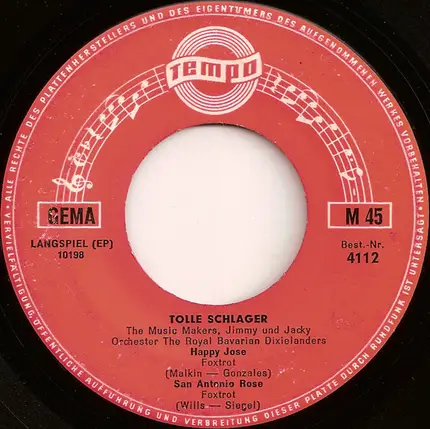 ALLE RECHTE DES PLATTENHERSTELLERS UND DES EIGENTÜMERS DES AUFGENOMMENEN WERKES VORBEHALTEN
VERVIELFÄLTIGUNG, ÖFFENTLICHE AUFFÜHRUNG UND VERBREITUNG DIESER PLATTE DURCH RUNDFUNK IST UNTERSAGT
Tempo
GEMA
M 45
LANGSPIEL (EP)
10198
Best.-Nr.
4112
TOLLE SCHLAGER
The Music Makers, Jimmy und Jacky
Orchester The Royal Bavarian Dixielanders
Happy Jose
Foxtrot
(Malkin — Gonzales)
San Antonio Rose
Foxtrot
(Wills — Siegel)